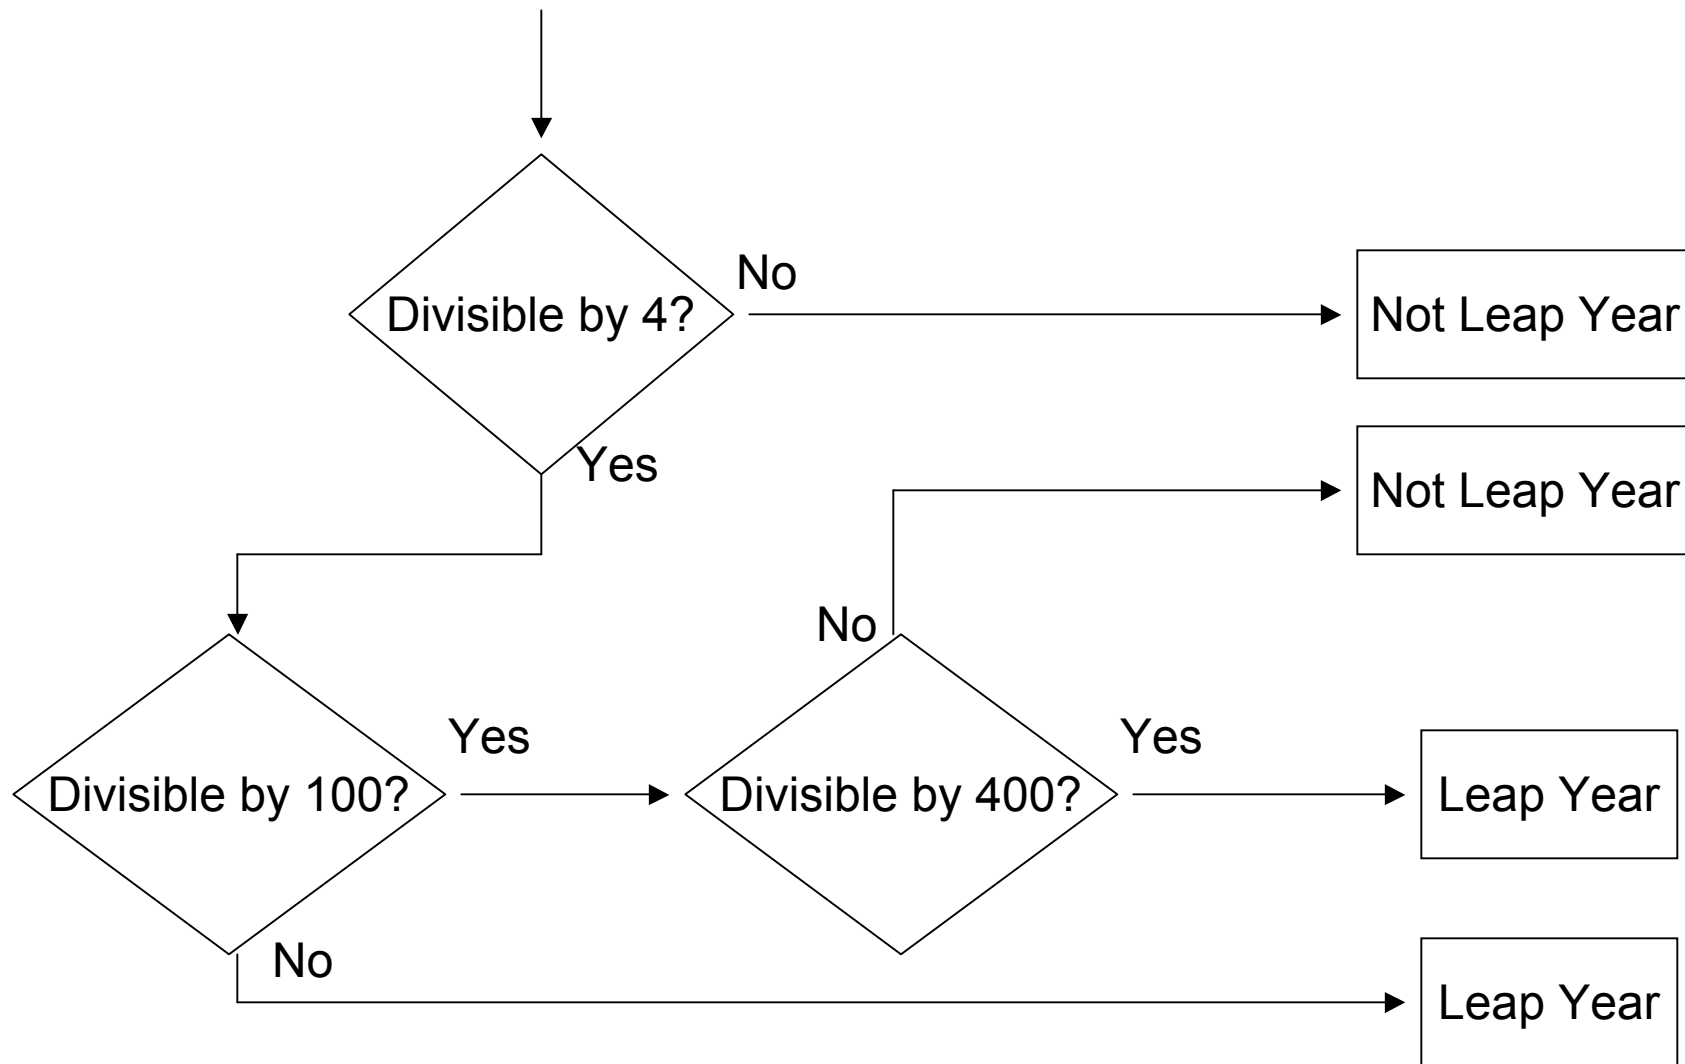 No
Divisible by 4?
Not Leap Year
Yes
Not Leap Year
No
Yes
Yes
Divisible by 100?
Divisible by 400?
Leap Year
No
Leap Year